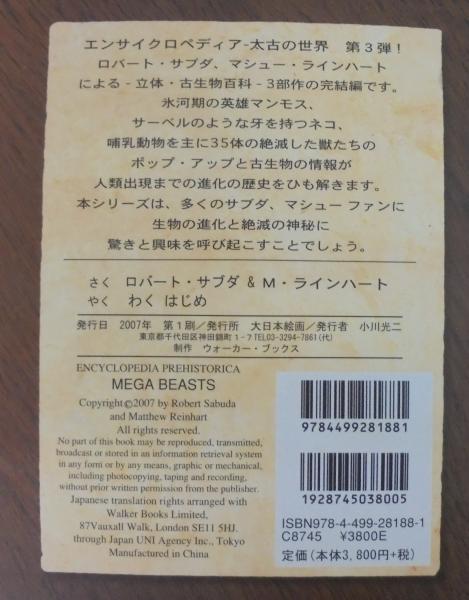 エンサイクロペディア-太古の世界　第３弾！
ロバート・サブダ、マシュー・ラインハート
による - 立体・古生物百科 - ３部作の完結編です。
氷河期の英雄マンモス、
サーベルのような牙を持つネコ、
哺乳動物を主に35体の絶滅した獣たちの
ポップ・アップと古生物の情報が
人類出現までの進化の歴史をひも解きます。
本シリーズは、多くのサブダ、マシュー ファンに
生物の進化と絶滅の神秘に
驚きと興味を呼び起こすことでしょう。
さく　ロバート・サブダ & M・ラインハート
やく　わく はじめ
発行日　2007年　第１刷／発行所　大日本絵画／発行者　小川光二
東京都千代田区神田錦町１−７TEL03-3294-7861(代)
制作　ウォーカー・ブックス
ENCYCLOPEDIA PREHISTORICA
MEGA BEASTS
Copyright©2007 by Robert Sabuda
and Matthew Reinhart
All rights reserved.
No part of this book may be reproduced, transmitted,
broadcast or stored in an information retrieval system
in any form or by any means, graphic or mechanical,
including photocopying, taping and recording,
without prior written permission from the publisher.
Japanese translation rights arranged with
Walker Books Limited,
87Vauxall Walk, London SE11 5HJ.
through Japan UNI Agency Inc., Tokyo
Manufactured in China
9784499281881
1928745038005
ISBN978-4-499-28188-1
C8745　¥3800E
定価（本体3,800円+税）